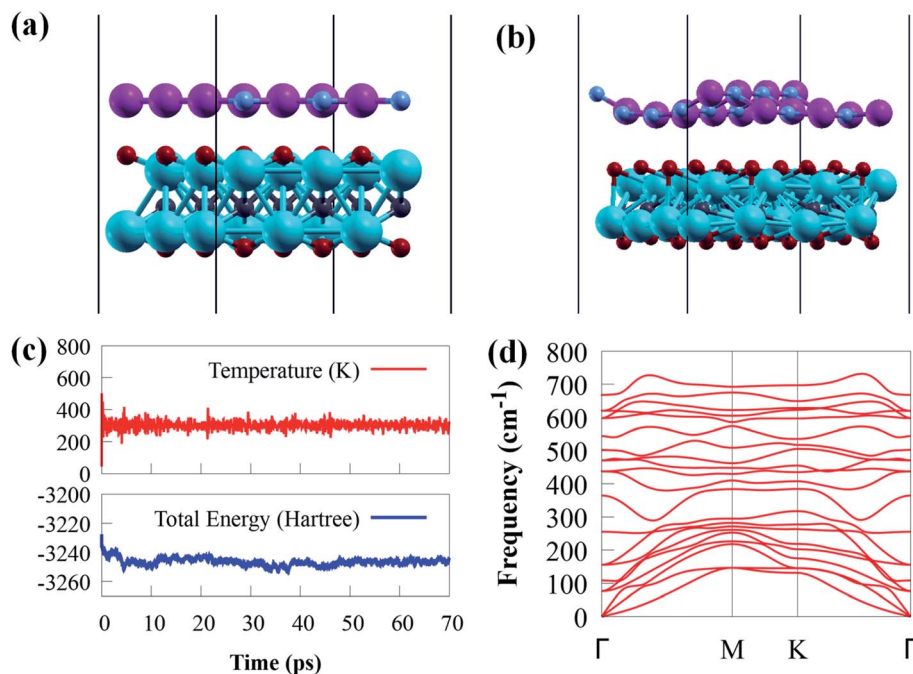 (a)
(b)
(c)
800
600
400
200
0
Temperature (K)
-3200
-3220
-3240
-3260
Total Energy (Hartree)
0 10 20 30 40 50 60 70
Time (ps)
(d)
800
700
600
500
400
300
200
100
0
Frequency (cm-1)
Γ M K Γ